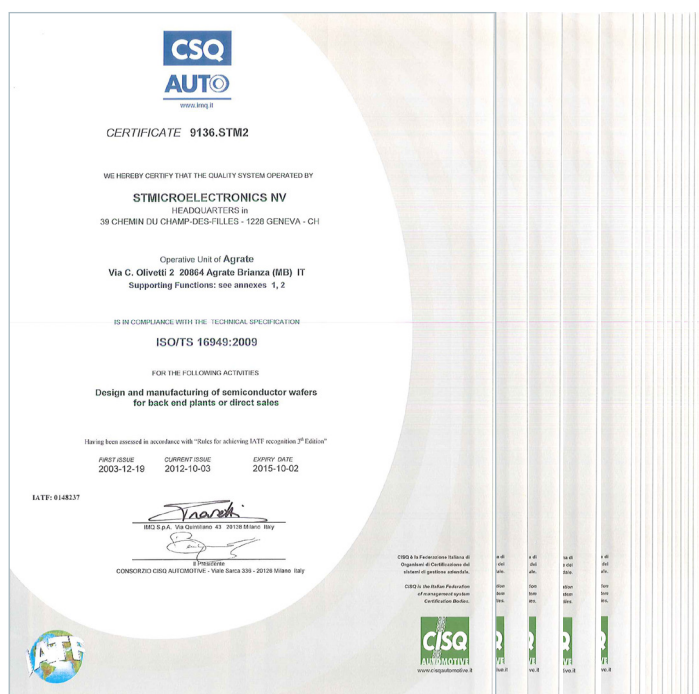 CSQ
AUTO
www.imq.it
CERTIFICATE 9136.STM2
WE HEREBY CERTIFY THAT THE QUALITY SYSTEM OPERATED BY
STMICROELECTRONICS NV
HEADQUARTERS in
39 CHEMIN DU CHAMP-DES-FILLES - 1228 GENEVA - CH
Operative Unit of Agrate
Via C. Olivetti 2 20864 Agrate Brianza (MB) IT
Supporting Functions: see annexes 1, 2
IS IN COMPLIANCE WITH THE TECHNICAL SPECIFICATION
ISO/TS 16949:2009
FOR THE FOLLOWING ACTIVITIES
Design and manufacturing of semiconductor wafers
for back end plants or direct sales
Having been assessed in accordance with "Rules for achieving IATF recognition 3rd Edition"
FIRST ISSUE CURRENT ISSUE EXPIRY DATE
2003-12-19 2012-10-03 2015-10-02
IATF: 0148237
IMQ S.p.A. Via Quintiliano 43 20138 Milano Italy
Il Presidente
CONSORZIO CISQ AUTOMOTIVE - Viale Sarca 336 - 20126 Milano Italy
CISQ è la Federazione Italiana di
Organismi di Certificazione dei
sistemi di gestione aziendale.
CISQ is the Italian Federation
of management system
Certification Bodies.
CISQ
AUTOMOTIVE
www.cisqautomotive.it
IATF